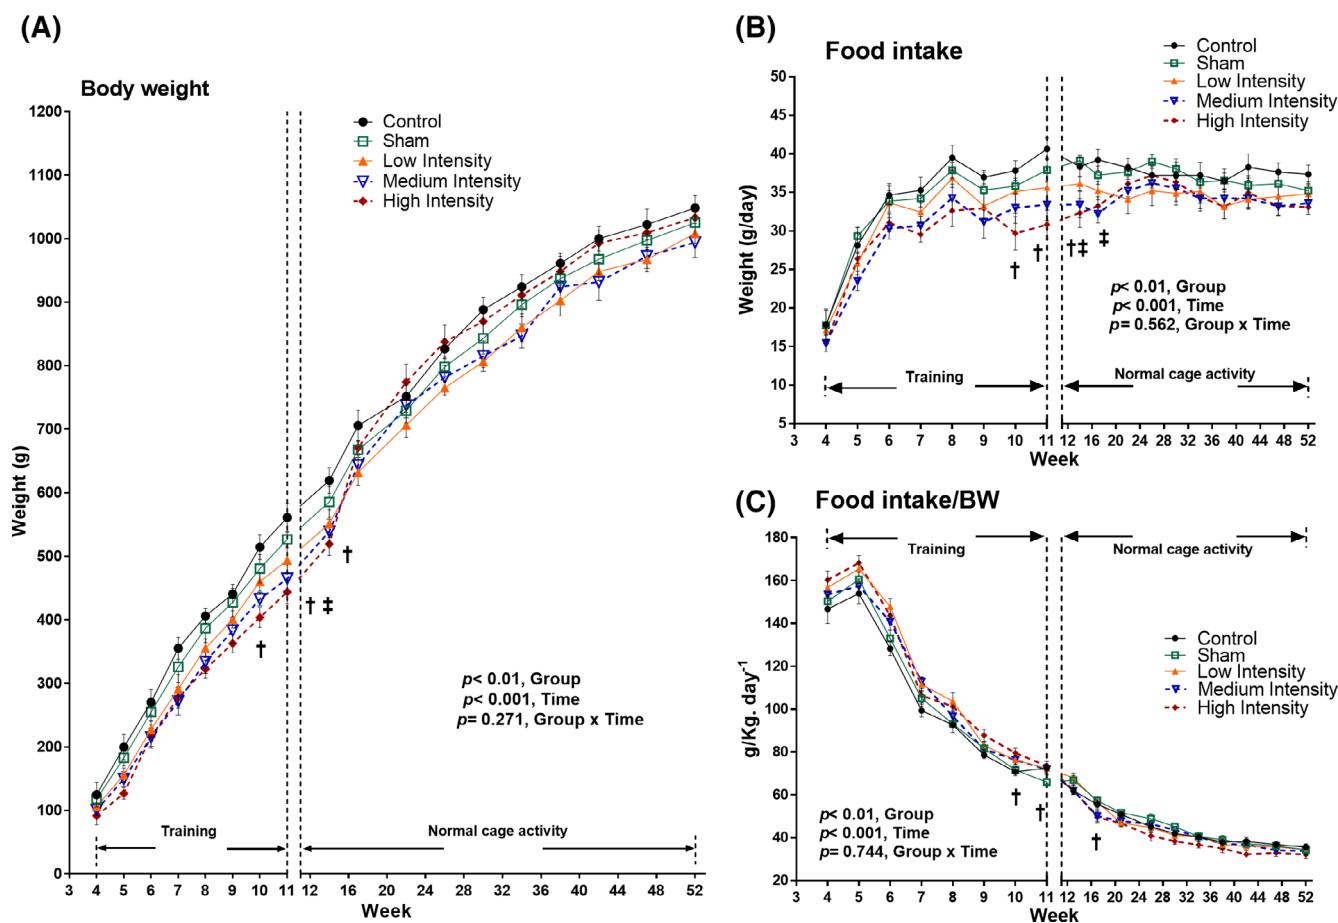 (A)
Body weight
1200
1100
1000
900
800
700
600
500
400
300
200
100
0
Weight (g)
Control
Sham
Low Intensity
Medium Intensity
High Intensity
†
† ‡
†
p< 0.01, Group
p< 0.001, Time
p= 0.271, Group x Time
Training
Normal cage activity
3 4 5 6 7 8 9 10 11 12 16 20 24 28 32 36 40 44 48 52
Week
(B)
Food intake
Control
Sham
Low Intensity
Medium Intensity
High Intensity
50
45
40
35
30
25
20
15
10
5
Weight (g/day)
† † †‡ ‡
p< 0.01, Group
p< 0.001, Time
p= 0.562, Group x Time
Training
Normal cage activity
3 4 5 6 7 8 9 10 11 12 16 20 24 28 32 36 40 44 48 52
Week
(C)
Food intake/BW
180
160
140
120
100
80
60
40
20
g/Kg. day-1
Training
Normal cage activity
Control
Sham
Low Intensity
Medium Intensity
High Intensity
† † †
p< 0.01, Group
p< 0.001, Time
p= 0.744, Group x Time
3 4 5 6 7 8 9 10 11 12 16 20 24 28 32 36 40 44 48 52
Week